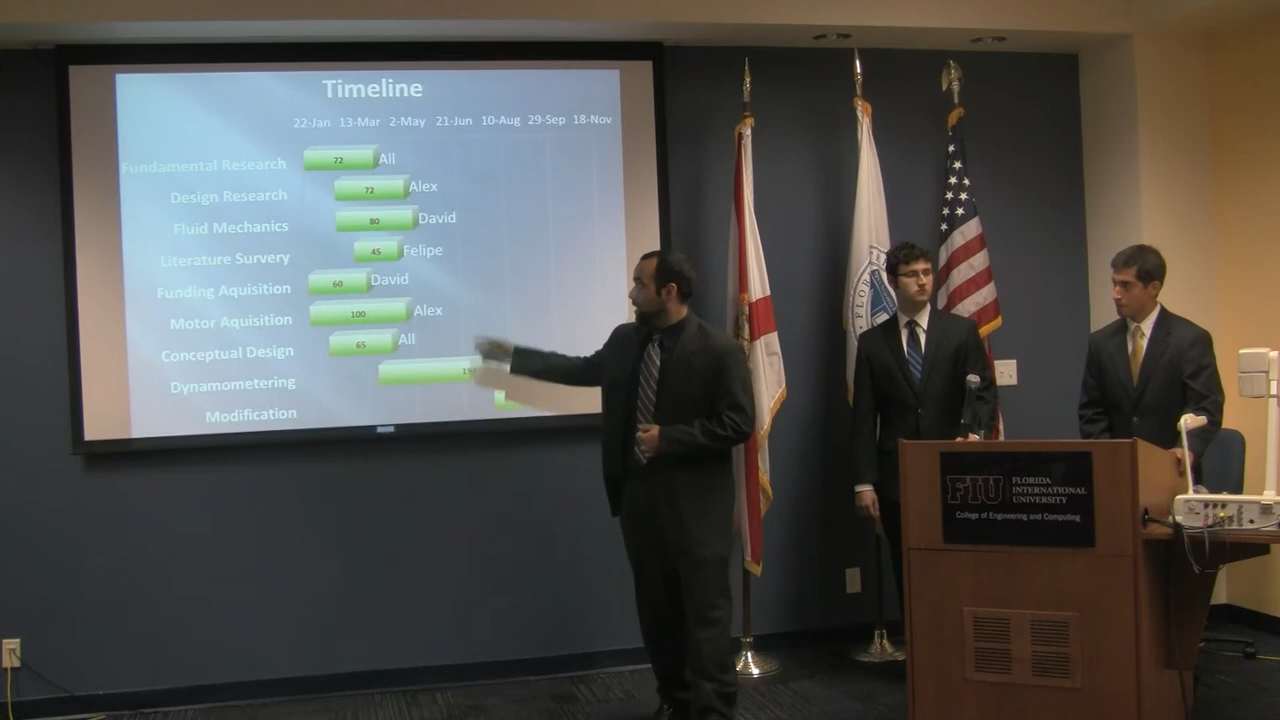 Timeline
22-Jan 13-Mar 2-May 21-Jun 10-Aug 29-Sep 18-Nov
Fundamental Research 72 All
Design Research 72 Alex
Fluid Mechanics 80 David
Literature Survery 45 Felipe
Funding Aquisition 60 David
Motor Aquisition 100 Alex
Conceptual Design 65 All
Dynamometering
Modification
FIU FLORIDA
INTERNATIONAL
UNIVERSITY
College of Engineering and Computing